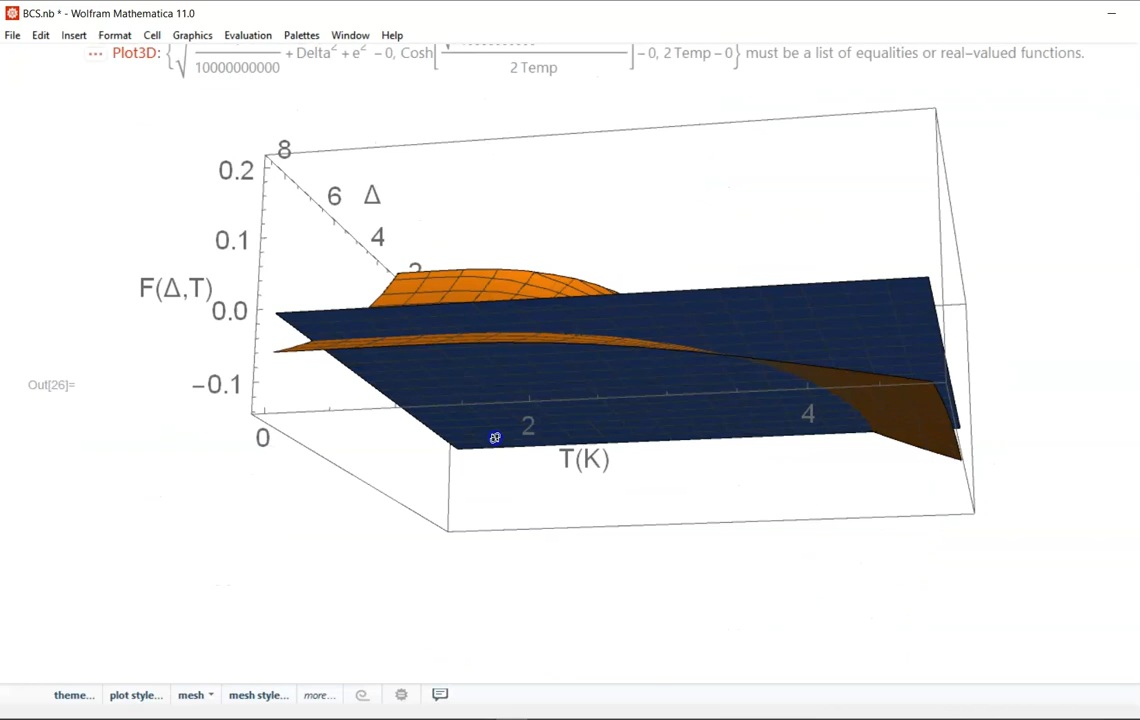 BCS.nb * - Wolfram Mathematica 11.0
File Edit Insert Format Cell Graphics Evaluation Palettes Window Help
Plot3D: {√ 10000000000 + Delta² + e² − 0, Cosh[√ 2 Temp ] − 0, 2 Temp − 0} must be a list of equalities or real−valued functions.
8
0.2
6 Δ
4
0.1
2
F(Δ,T)
0.0
−0.1
Out[26]=
0
2
4
T(K)
theme... plot style... mesh mesh style... more...